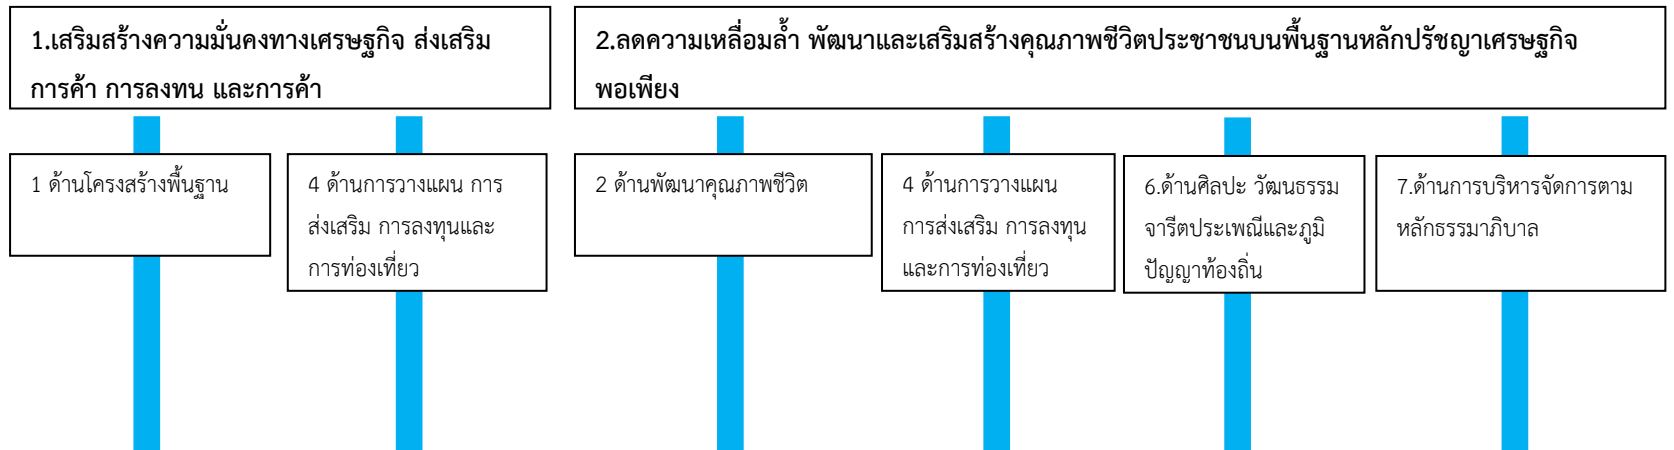 1.เสริมสร้างความมั่นคงทางเศรษฐกิจ ส่งเสริม
การค้า การลงทน และการค้า
2.ลดความเหลื่อมล้ำ พัฒนาและเสริมสร้างคุณภาพชีวิตประชาชนบนพื้นฐานหลักปรัชญาเศรษฐกิจ
พอเพียง
1 ด้านโครงสร้างพื้นฐาน
4 ด้านการวางแผน การ
ส่งเสริม การลงทุนและ
การท่องเที่ยว
2 ด้านพัฒนาคุณภาพชีวิต
4 ด้านการวางแผน
การส่งเสริม การลงทุน
และการท่องเที่ยว
6.ด้านศิลปะ วัฒนธรรม
จารีตประเพณีและภูมิ
ปัญญาท้องถิ่น
7.ด้านการบริหารจัดการตาม
หลักธรรมาภิบาล